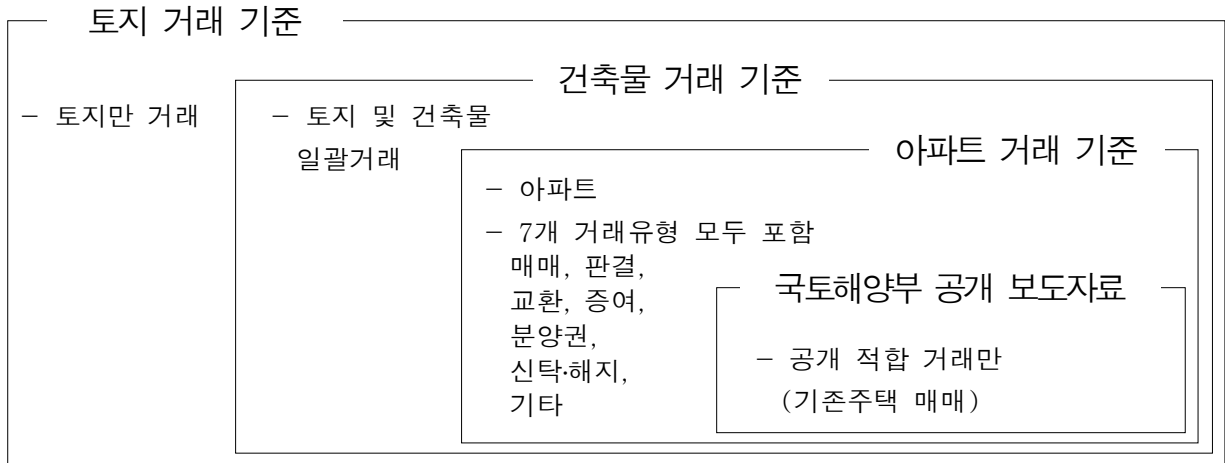 토지 거래 기준
건축물 거래 기준
- 토지만 거래
- 토지 및 건축물
일괄거래
아파트 거래 기준
- 아파트
- 7개 거래유형 모두 포함
매매, 판결,
교환, 증여,
분양권,
신탁·해지,
기타
국토해양부 공개 보도자료
- 공개 적합 거래만
(기존주택 매매)